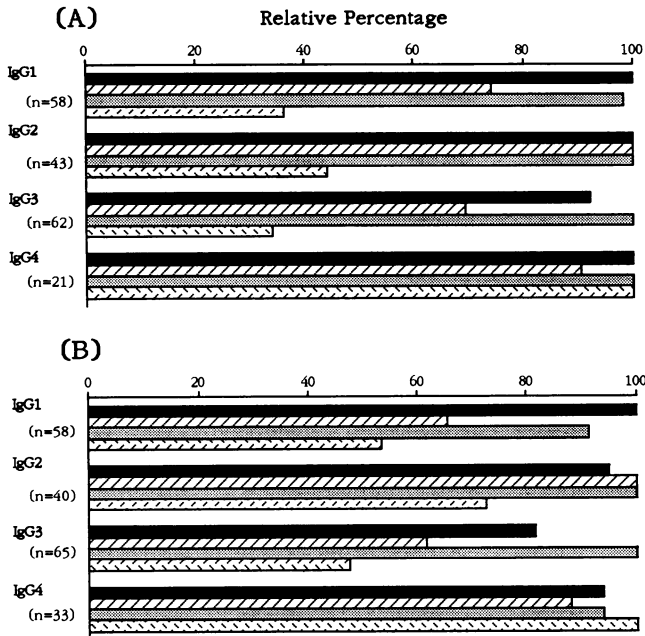 (A) Relative Percentage
0 20 40 60 80 100
IgG1
(n=58)
IgG2
(n=43)
IgG3
(n=62)
IgG4
(n=21)
(B)
0 20 40 60 80 100
IgG1
(n=58)
IgG2
(n=40)
IgG3
(n=65)
IgG4
(n=33)